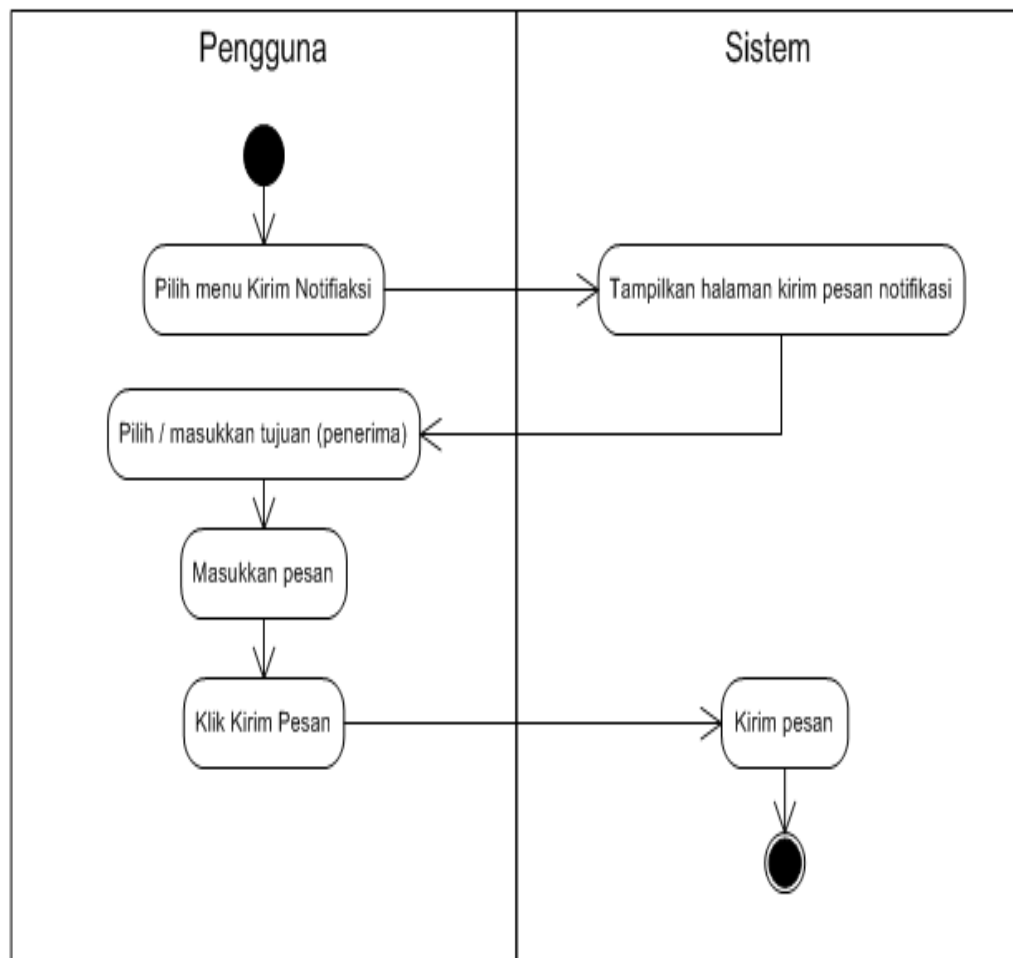 Pengguna
Sistem
Pilih menu Kirim Notifiaksi
Tampilkan halaman kirim pesan notifikasi
Pilih / masukkan tujuan (penerima)
Masukkan pesan
Klik Kirim Pesan
Kirim pesan